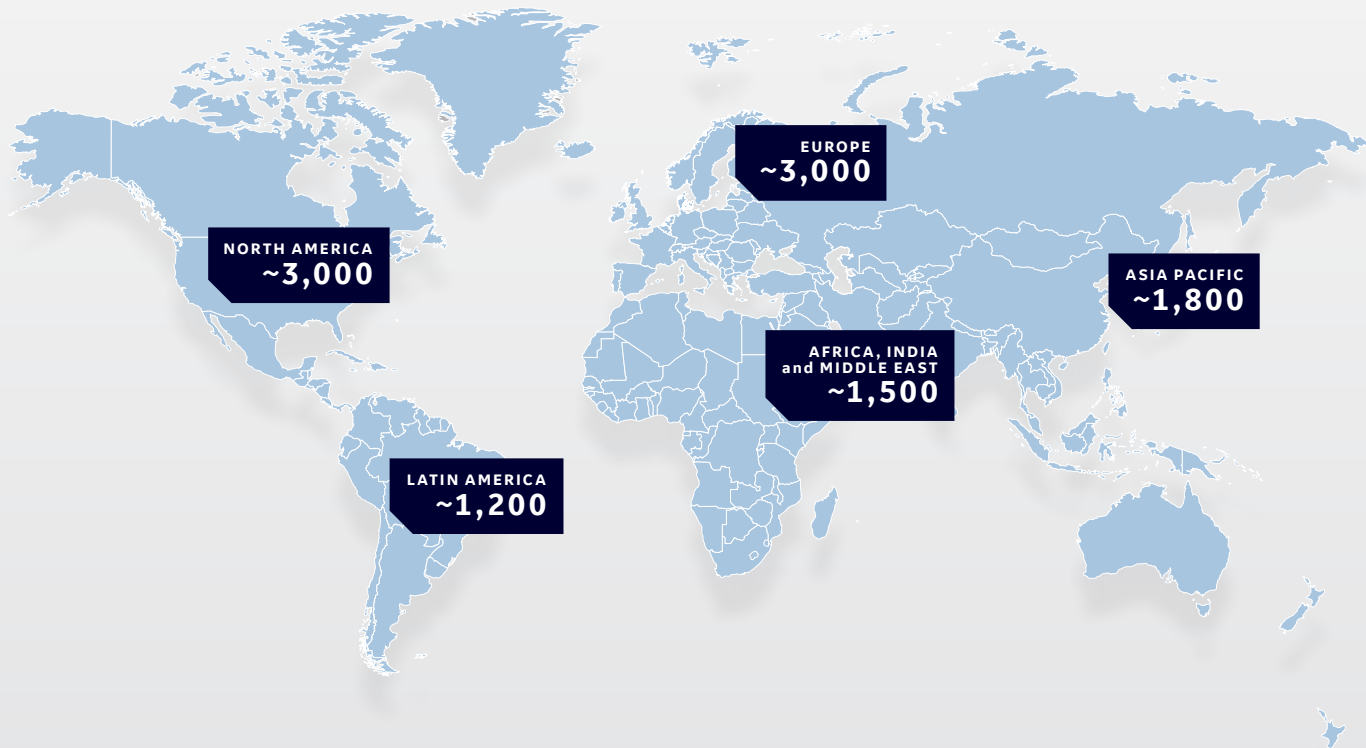 EUROPE
~3,000
NORTH AMERICA
~3,000
ASIA PACIFIC
~1,800
AFRICA, INDIA
and MIDDLE EAST
~1,500
LATIN AMERICA
~1,200